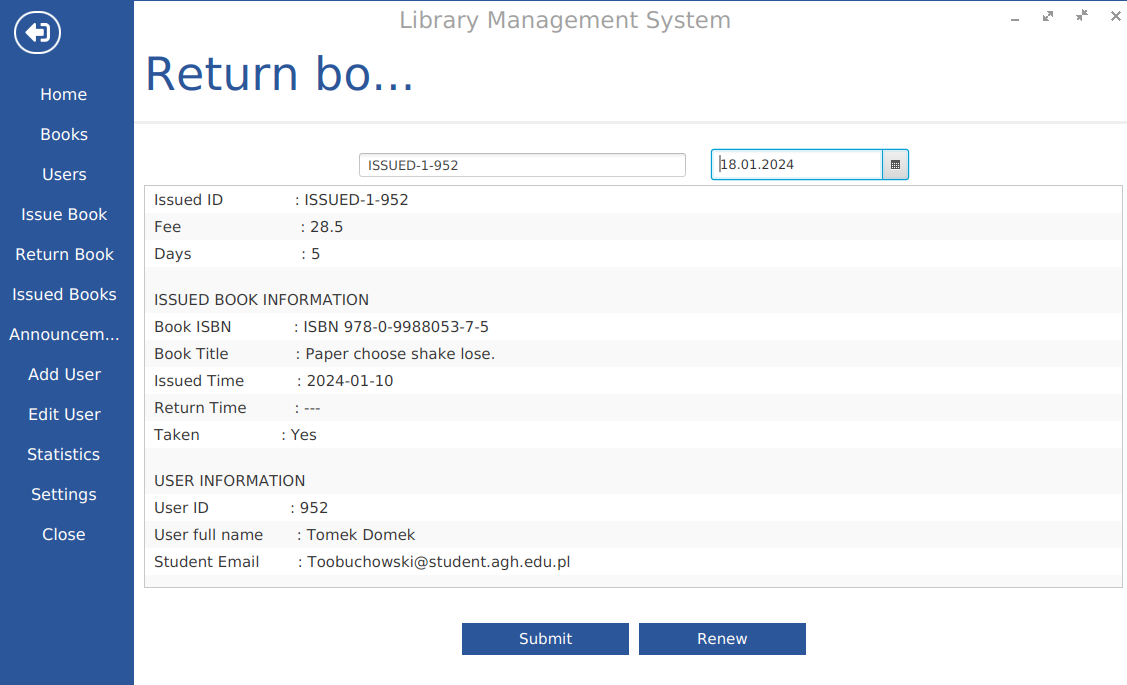 Library Management System
Return bo...
Home
Books
Users
Issue Book
Return Book
Issued Books
Announcem...
Add User
Edit User
Statistics
Settings
Close
ISSUED-1-952
18.01.2024
Issued ID : ISSUED-1-952
Fee : 28.5
Days : 5
ISSUED BOOK INFORMATION
Book ISBN : ISBN 978-0-9988053-7-5
Book Title : Paper choose shake lose.
Issued Time : 2024-01-10
Return Time : ---
Taken : Yes
USER INFORMATION
User ID : 952
User full name : Tomek Domek
Student Email : Toobuchowski@student.agh.edu.pl
Submit
Renew